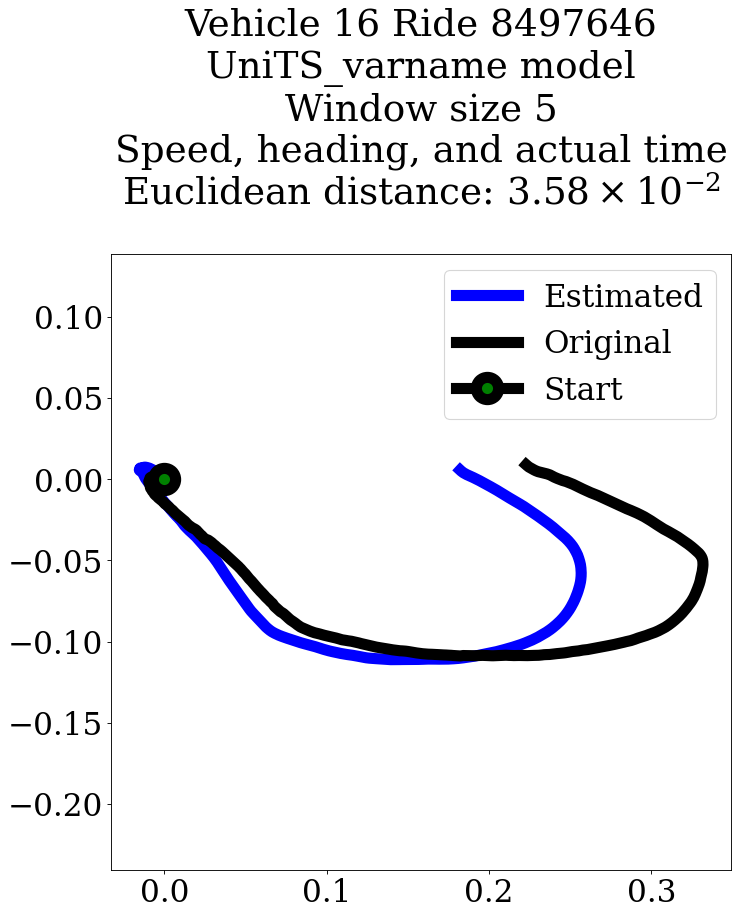 Vehicle 16 Ride 8497646
UniTS_varname model
Window size 5
Speed, heading, and actual time
Euclidean distance: 3.58 × 10⁻²
Estimated
Original
Start
0.10
0.05
0.00
−0.05
−0.10
−0.15
−0.20
0.0 0.1 0.2 0.3